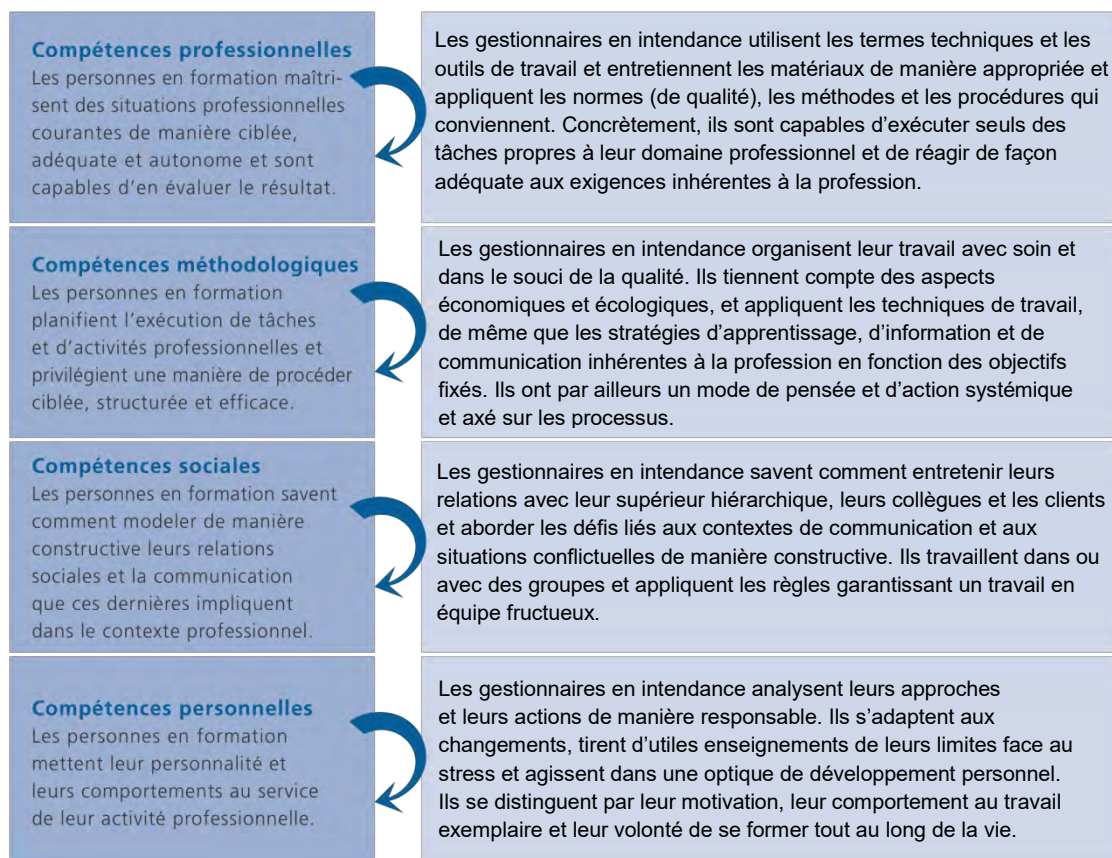 Compétences professionnelles
Les personnes en formation maîtri-
sent des situations professionnelles
courantes de manière ciblée,
adéquate et autonome et sont
capables d'en évaluer le résultat.
Les gestionnaires en intendance utilisent les termes techniques et les
outils de travail et entretiennent les matériaux de manière appropriée et
appliquent les normes (de qualité), les méthodes et les procédures qui
conviennent. Concrètement, ils sont capables d'exécuter seuls des
tâches propres à leur domaine professionnel et de réagir de façon
adéquate aux exigences inhérentes à la profession.
Compétences méthodologiques
Les personnes en formation
planifient l'exécution de tâches
et d'activités professionnelles et
privilégient une manière de procéder
ciblée, structurée et efficace.
Les gestionnaires en intendance organisent leur travail avec soin et
dans le souci de la qualité. Ils tiennent compte des aspects
économiques et écologiques, et appliquent les techniques de travail,
de même que les stratégies d'apprentissage, d'information et de
communication inhérentes à la profession en fonction des objectifs
fixés. Ils ont par ailleurs un mode de pensée et d'action systémique
et axé sur les processus.
Compétences sociales
Les personnes en formation savent
comment modeler de manière
constructive leurs relations
sociales et la communication
que ces dernières impliquent
dans le contexte professionnel.
Les gestionnaires en intendance savent comment entretenir leurs
relations avec leur supérieur hiérarchique, leurs collègues et les clients
et aborder les défis liés aux contextes de communication et aux
situations conflictuelles de manière constructive. Ils travaillent dans ou
avec des groupes et appliquent les règles garantissant un travail en
équipe fructueux.
Compétences personnelles
Les personnes en formation
mettent leur personnalité et
leurs comportements au service
de leur activité professionnelle.
Les gestionnaires en intendance analysent leurs approches
et leurs actions de manière responsable. Ils s'adaptent aux
changements, tirent d'utiles enseignements de leurs limites face au
stress et agissent dans une optique de développement personnel.
Ils se distinguent par leur motivation, leur comportement au travail
exemplaire et leur volonté de se former tout au long de la vie.